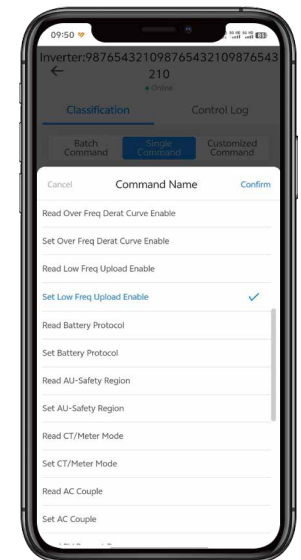 09:50
Inverter:987654321098765432109876543
210
Online
Classification Control Log
Batch Command Single Command Customized Command
Cancel Command Name Confirm
Read Over Freq Derat Curve Enable
Set Over Freq Derat Curve Enable
Read Low Freq Upload Enable
Set Low Freq Upload Enable
Read Battery Protocol
Set Battery Protocol
Read AU-Safety Region
Set AU-Safety Region
Read CT/Meter Mode
Set CT/Meter Mode
Read AC Couple
Set AC Couple